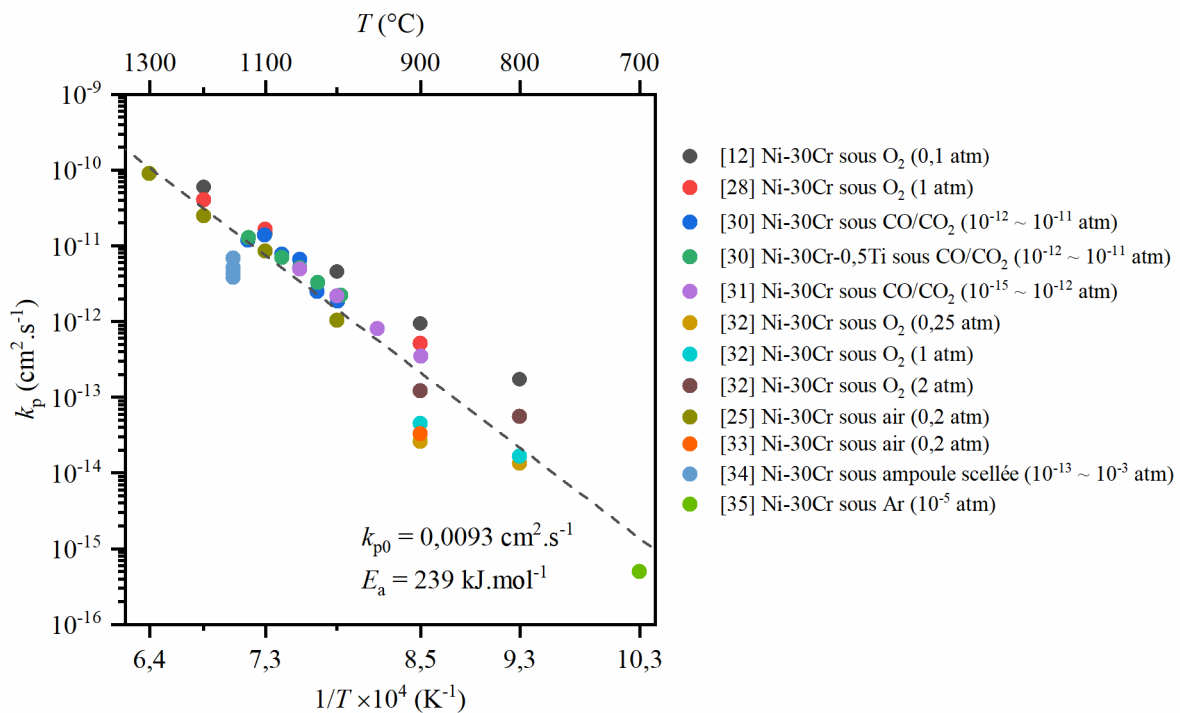 T (°C)
1300 1100 900 800 700
10⁻⁹
10⁻¹⁰
10⁻¹¹
10⁻¹²
10⁻¹³
10⁻¹⁴
10⁻¹⁵
10⁻¹⁶
kₚ (cm².s⁻¹)
kₚ₀ = 0,0093 cm².s⁻¹
Eₐ = 239 kJ.mol⁻¹
6,4 7,3 8,5 9,3 10,3
1/T ×10⁴ (K⁻¹)
[12] Ni-30Cr sous O₂ (0,1 atm)
[28] Ni-30Cr sous O₂ (1 atm)
[30] Ni-30Cr sous CO/CO₂ (10⁻¹² ~ 10⁻¹¹ atm)
[30] Ni-30Cr-0,5Ti sous CO/CO₂ (10⁻¹² ~ 10⁻¹¹ atm)
[31] Ni-30Cr sous CO/CO₂ (10⁻¹⁵ ~ 10⁻¹² atm)
[32] Ni-30Cr sous O₂ (0,25 atm)
[32] Ni-30Cr sous O₂ (1 atm)
[32] Ni-30Cr sous O₂ (2 atm)
[25] Ni-30Cr sous air (0,2 atm)
[33] Ni-30Cr sous air (0,2 atm)
[34] Ni-30Cr sous ampoule scellée (10⁻¹³ ~ 10⁻³ atm)
[35] Ni-30Cr sous Ar (10⁻⁵ atm)